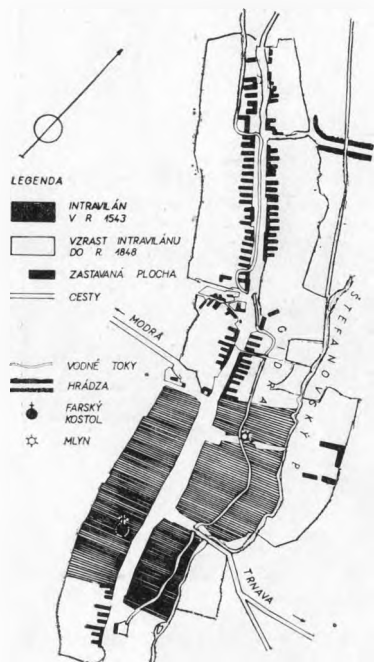 LEGENDA
INTRAVILÁN
V R 1543
VZRAST INTRAVILÁNU
DO R 1848
ZASTAVANÁ PLOCHA
CESTY
VODNÉ TOKY
HRÁDZA
FARSKÝ
KOSTOL
MLYN
MODRA
GIDRA
ŠTEFANOVSKÝ P.
TRNAVA